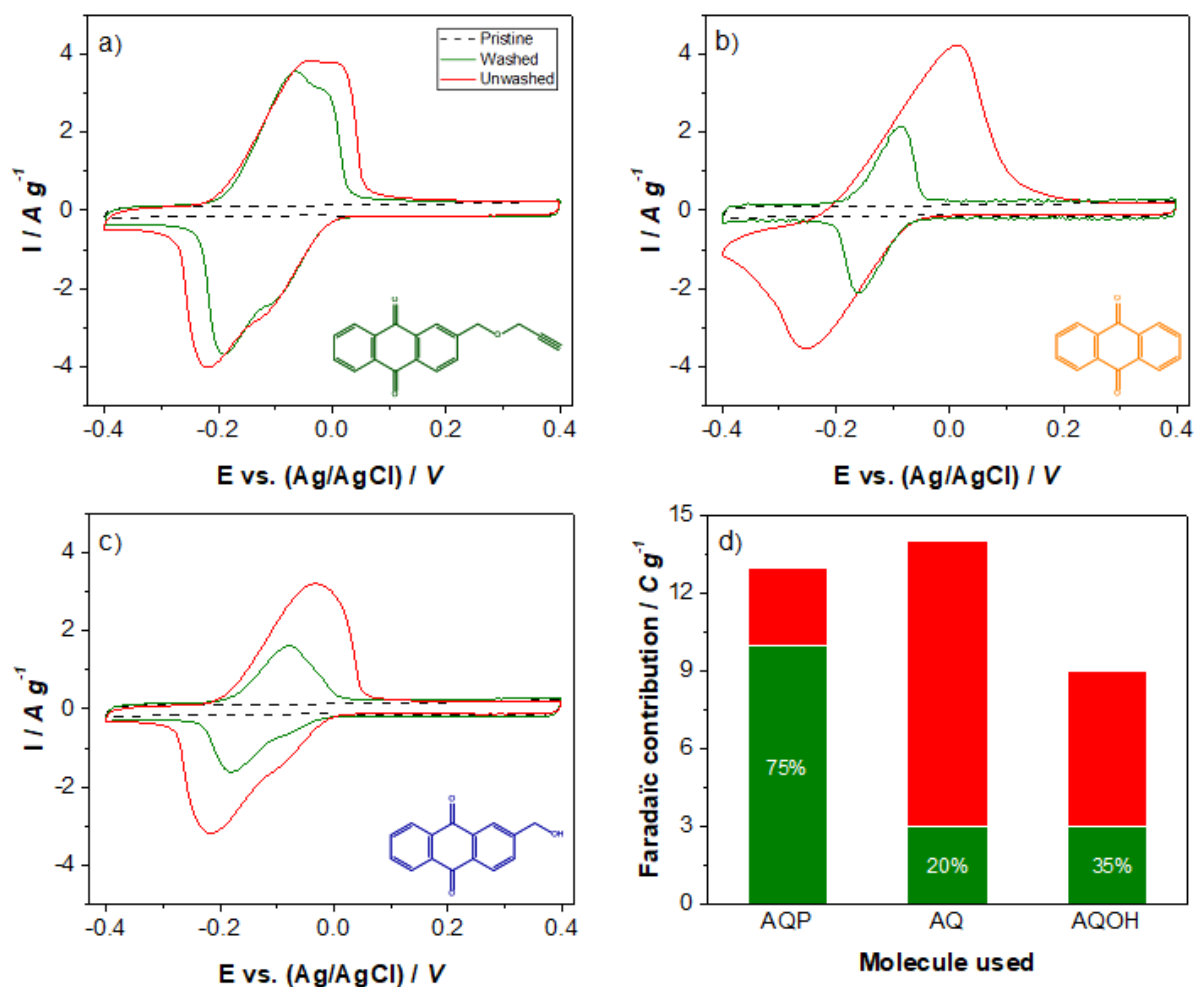 a)
Pristine
Washed
Unwashed
4
2
0
-2
-4
I / A g-1
O
O
O
-0.4 -0.2 0.0 0.2 0.4
E vs. (Ag/AgCl) / V
b)
4
2
0
-2
-4
I / A g-1
O
O
-0.4 -0.2 0.0 0.2 0.4
E vs. (Ag/AgCl) / V
c)
4
2
0
-2
-4
I / A g-1
O
OH
O
-0.4 -0.2 0.0 0.2 0.4
E vs. (Ag/AgCl) / V
d)
15
12
9
6
3
0
Faradaïc contribution / C g-1
75%
20%
35%
AQP AQ AQOH
Molecule used